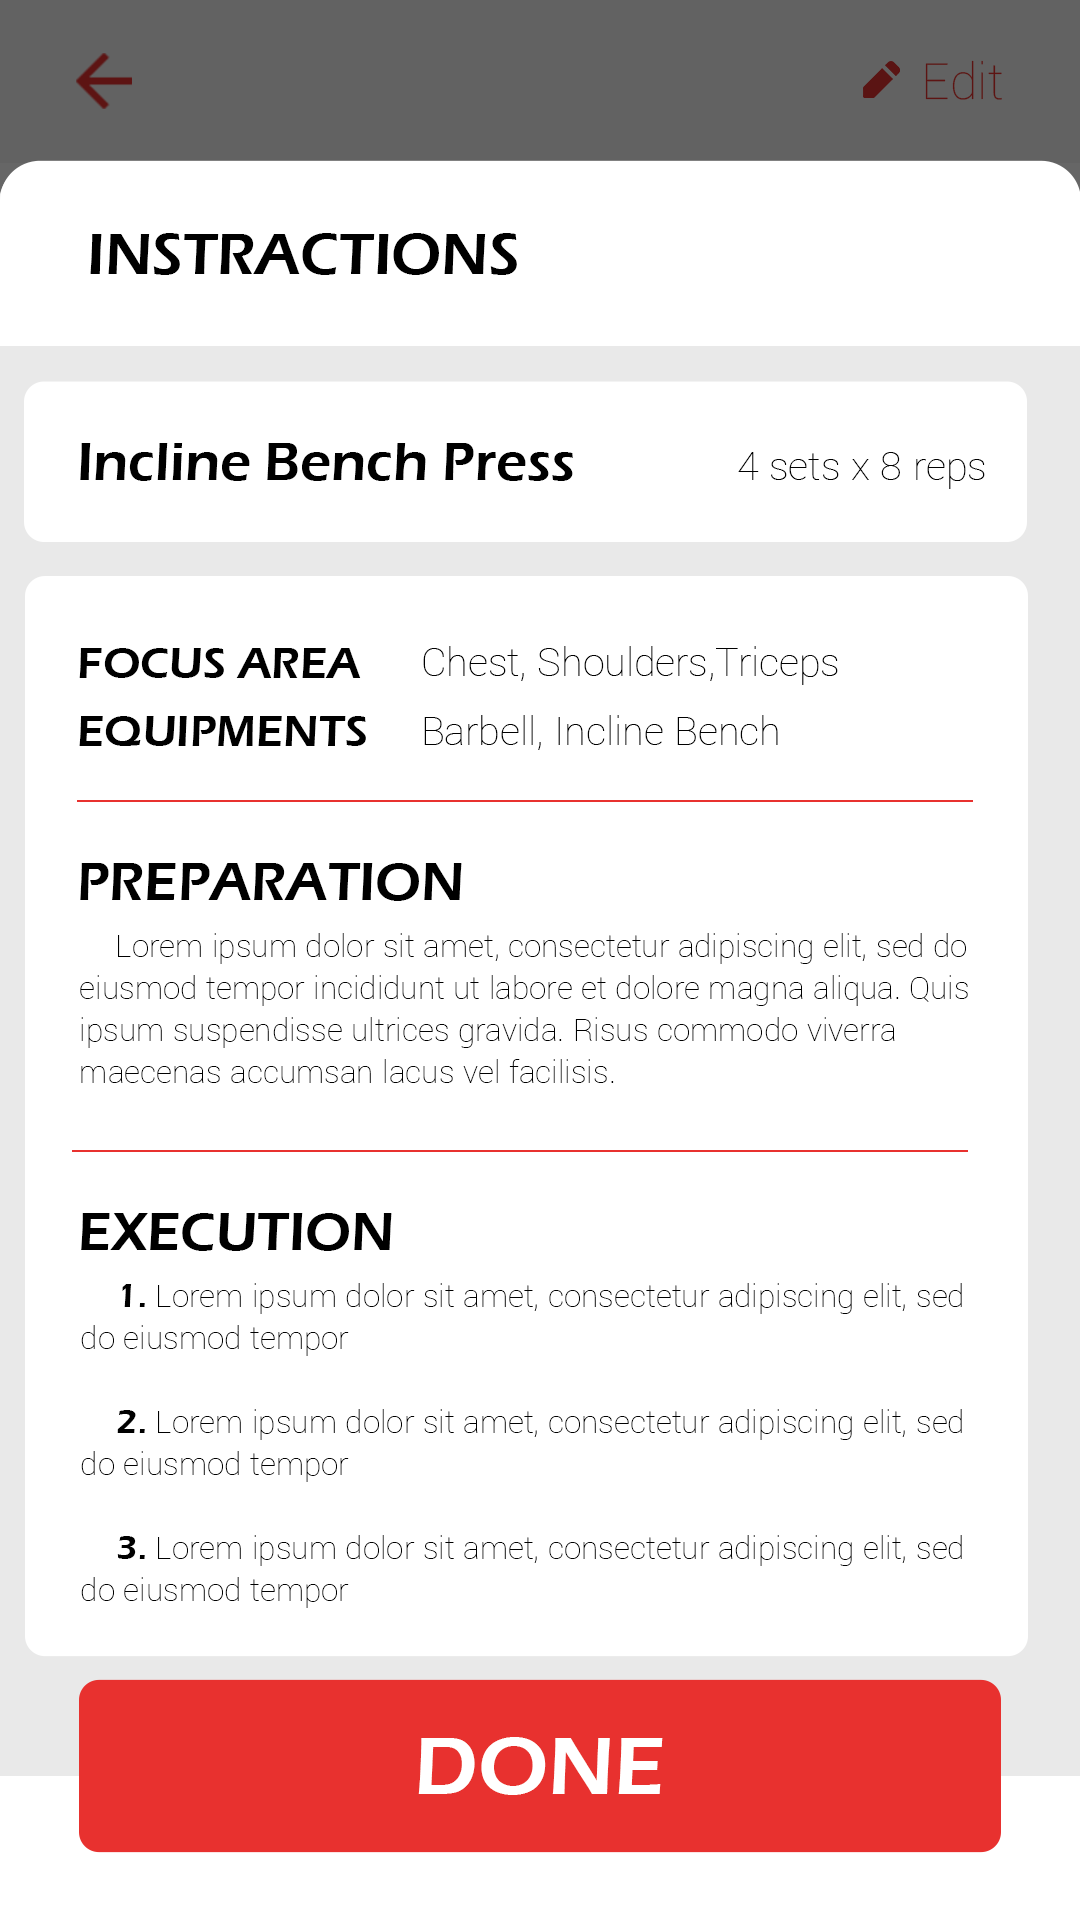 Edit
INSTRACTIONS
Incline Bench Press 4 sets x 8 reps
FOCUS AREA Chest, Shoulders,Triceps
EQUIPMENTS Barbell, Incline Bench
PREPARATION
Lorem ipsum dolor sit amet, consectetur adipiscing elit, sed do
eiusmod tempor incididunt ut labore et dolore magna aliqua. Quis
ipsum suspendisse ultrices gravida. Risus commodo viverra
maecenas accumsan lacus vel facilisis.
EXECUTION
1. Lorem ipsum dolor sit amet, consectetur adipiscing elit, sed
do eiusmod tempor
2. Lorem ipsum dolor sit amet, consectetur adipiscing elit, sed
do eiusmod tempor
3. Lorem ipsum dolor sit amet, consectetur adipiscing elit, sed
do eiusmod tempor
DONE